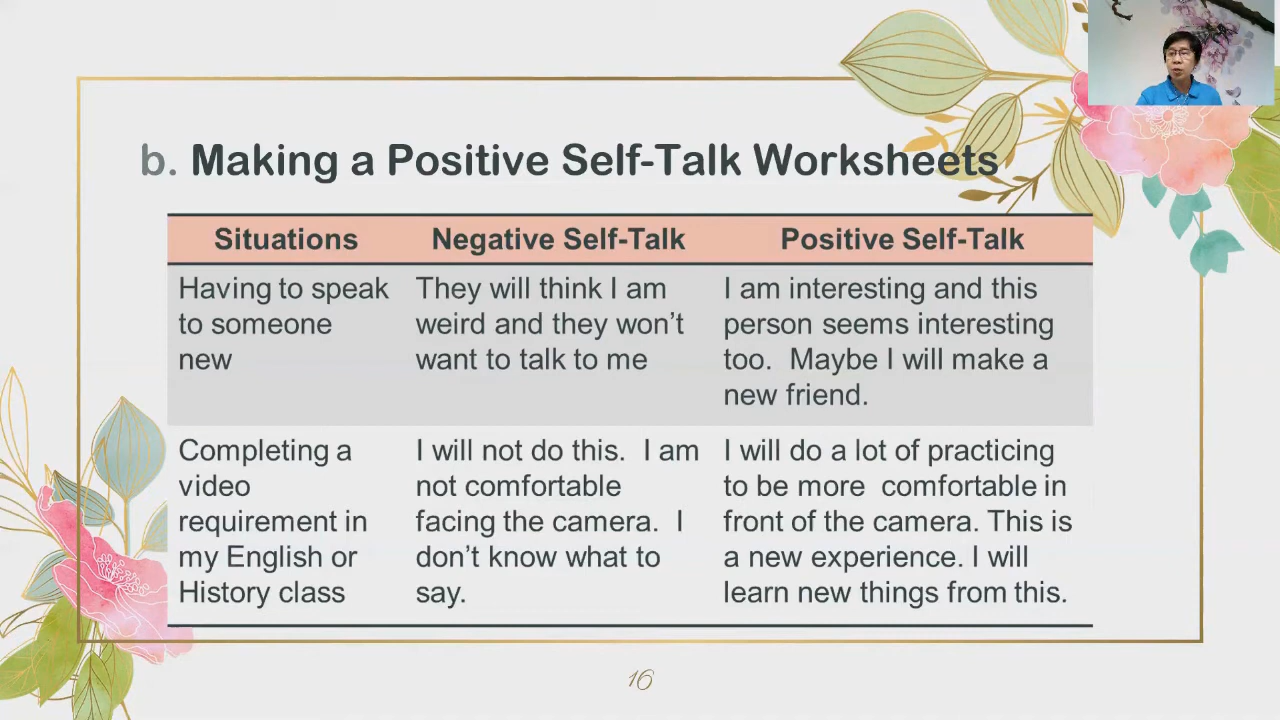 b. Making a Positive Self-Talk Worksheets
Situations Negative Self-Talk Positive Self-Talk
Having to speak
to someone
new
They will think I am
weird and they won't
want to talk to me
I am interesting and this
person seems interesting
too. Maybe I will make a
new friend.
Completing a
video
requirement in
my English or
History class
I will not do this. I am
not comfortable
facing the camera. I
don't know what to
say.
I will do a lot of practicing
to be more comfortable in
front of the camera. This is
a new experience. I will
learn new things from this.
16